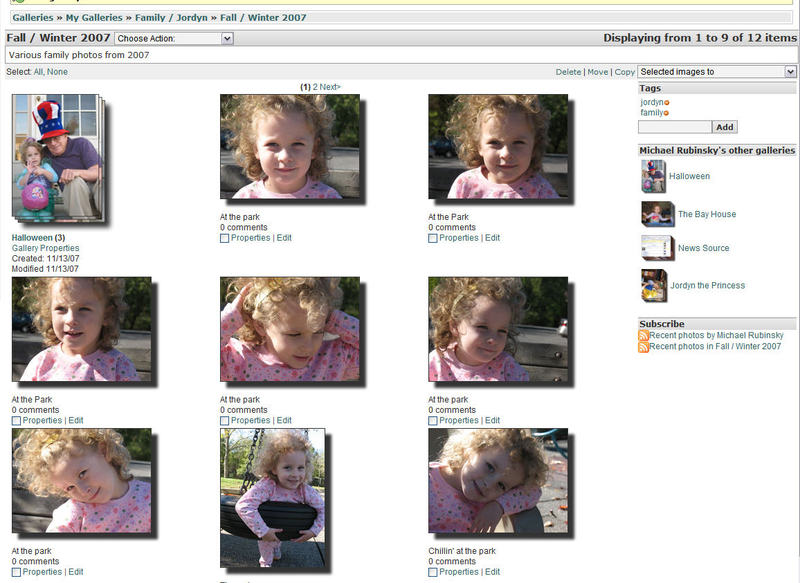 Galleries » My Galleries » Family / Jordyn » Fall / Winter 2007
Fall / Winter 2007 Choose Action: Displaying from 1 to 9 of 12 items
Various family photos from 2007
Select: All, None Delete | Move | Copy Selected images to
(1) 2 Next>
Halloween (3)
Gallery Properties
Created: 11/13/07
Modified 11/13/07
At the park
0 comments
Properties | Edit
At the Park
0 comments
Properties | Edit
At the Park
0 comments
Properties | Edit
At the park
0 comments
Properties | Edit
At the park
0 comments
Properties | Edit
At the park
0 comments
Properties | Edit
Chillin' at the park
0 comments
Properties | Edit
Tags
jordyn
family
Add
Michael Rubinsky's other galleries
Halloween
The Bay House
News Source
Jordyn the Princess
Subscribe
Recent photos by Michael Rubinsky
Recent photos in Fall / Winter 2007